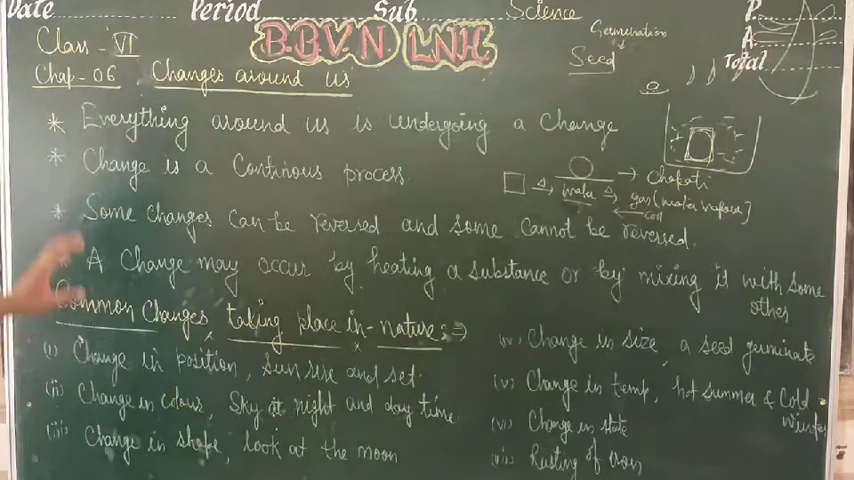 Date Period Sub. Science P.
A.
Total
Class - VI
B.B.V.N LNH
Germination
Seed
Chap-06 Changes around us
* Everything around us is undergoing a Change
* Change is a Continous process.
chapati
water gas (water vapour)
cool
* Some Changes Can be reversed and some Cannot be reversed.
* A Change may occur by heating a substance or by mixing it with some
other
Common Changes taking place in-nature ⇒
(i) Change in position, Sun rise and set.
(ii) Change in colour, Sky at night and day time.
(iii) Change in shape, look at the moon
(iv) Change in size, a seed germinate
(v) Change in temp, hot summer & Cold
winter
(vi) Change in state
(vii) Rusting of iron